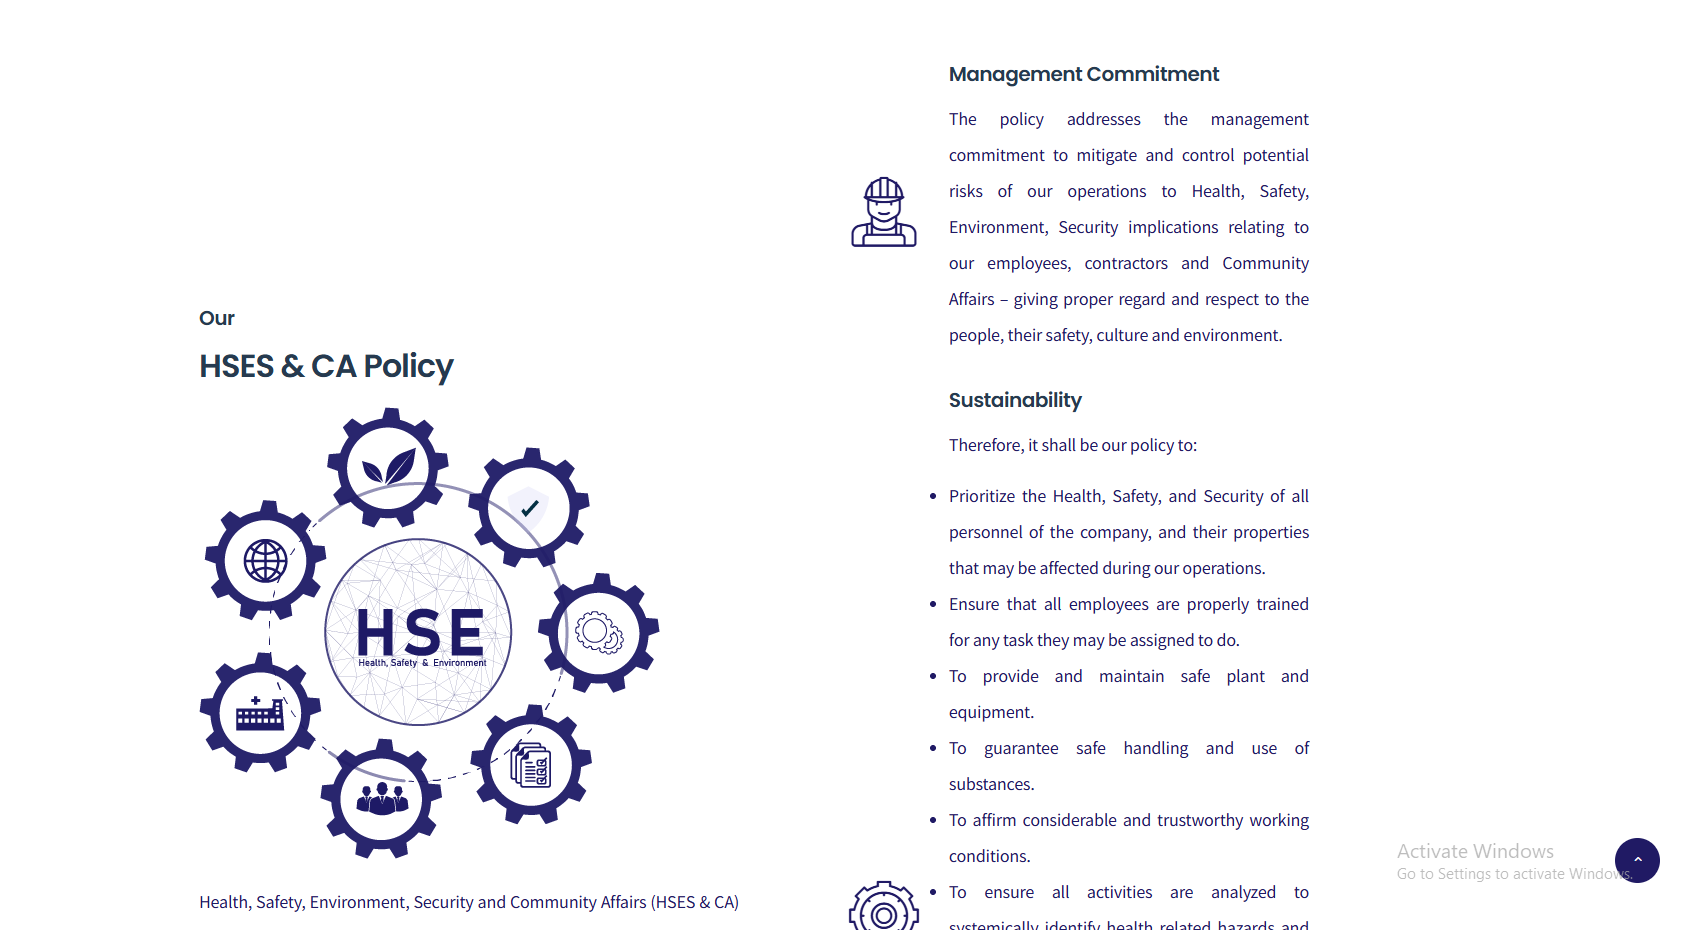 Our
HSES & CA Policy
HSE
Health, Safety & Environment
Health, Safety, Environment, Security and Community Affairs (HSES & CA)
Management Commitment
The policy addresses the management
commitment to mitigate and control potential
risks of our operations to Health, Safety,
Environment, Security implications relating to
our employees, contractors and Community
Affairs – giving proper regard and respect to the
people, their safety, culture and environment.
Sustainability
Therefore, it shall be our policy to:
• Prioritize the Health, Safety, and Security of all
personnel of the company, and their properties
that may be affected during our operations.
• Ensure that all employees are properly trained
for any task they may be assigned to do.
• To provide and maintain safe plant and
equipment.
• To guarantee safe handling and use of
substances.
• To affirm considerable and trustworthy working
conditions.
• To ensure all activities are analyzed to
systemically identify health related hazards and
Activate Windows
Go to Settings to activate Windows.